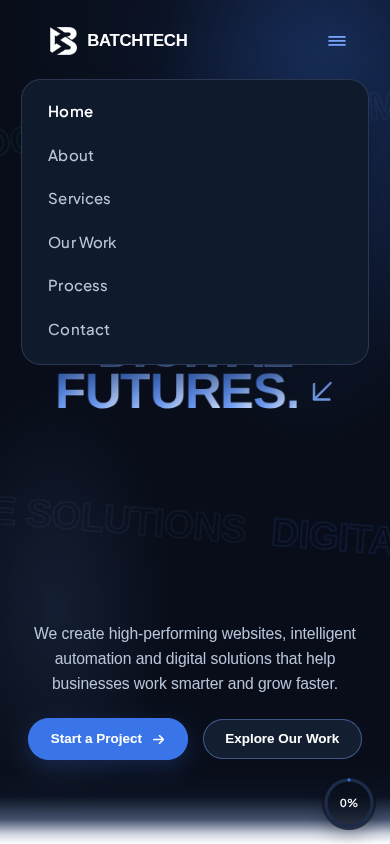 BATCHTECH
Home
About
Services
Our Work
Process
Contact
FUTURES.
E SOLUTIONS DIGITA
We create high-performing websites, intelligent
automation and digital solutions that help
businesses work smarter and grow faster.
Start a Project →
Explore Our Work
0%